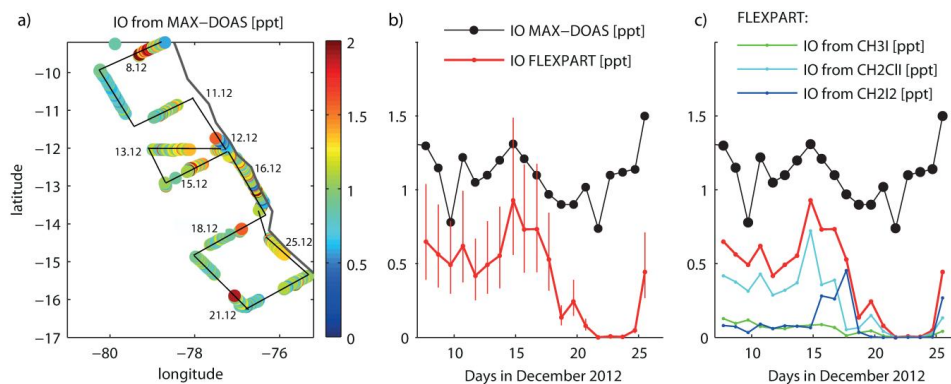 a)
IO from MAX−DOAS [ppt]
−10
−11
−12
−13
−14
−15
−16
−17
latitude
−80
−78
−76
longitude
8.12
11.12
12.12
13.12
15.12
16.12
18.12
25.12
21.12
2
1.5
1
0.5
0
b)
IO MAX−DOAS [ppt]
IO FLEXPART [ppt]
1.5
1
0.5
0
10
15
20
25
Days in December 2012
c)
FLEXPART:
IO from CH3I [ppt]
IO from CH2ClI [ppt]
IO from CH2I2 [ppt]
1.5
1
0.5
0
10
15
20
25
Days in December 2012